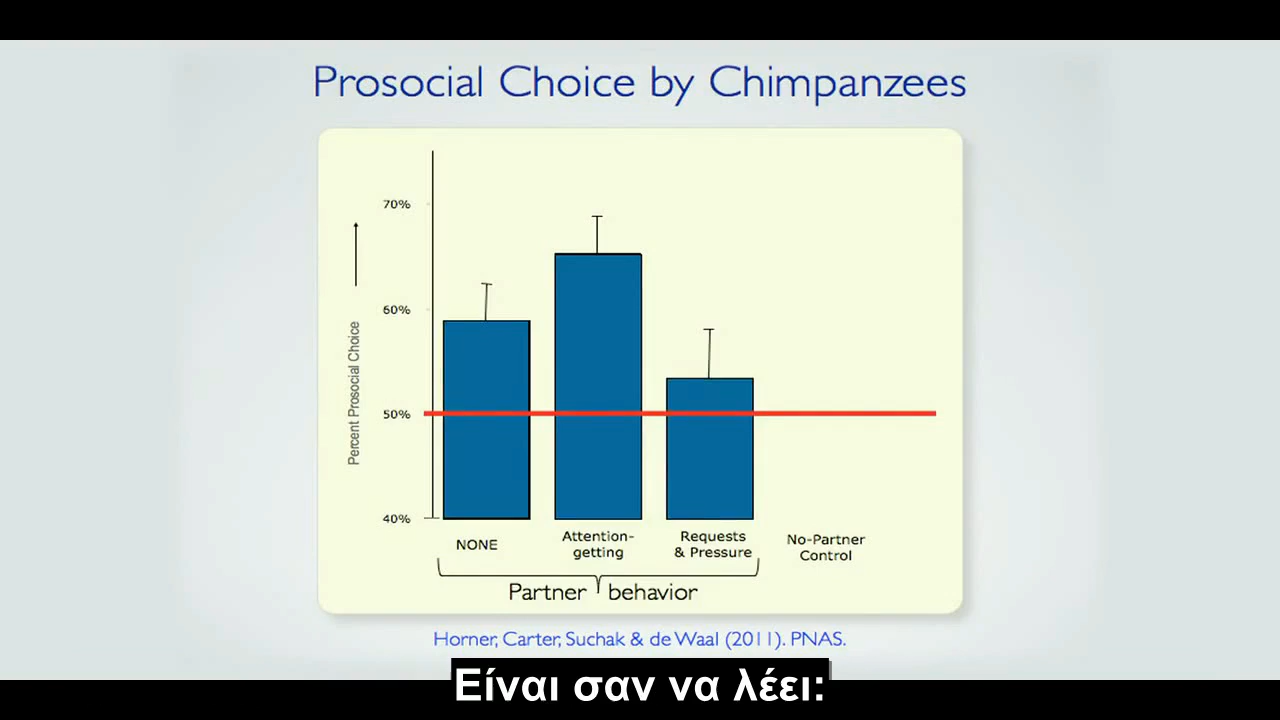 Prosocial Choice by Chimpanzees
70%
60%
50%
40%
Percent Prosocial Choice
NONE
Attention-
getting
Requests
& Pressure
No-Partner
Control
Partner behavior
Horner, Carter, Suchak & de Waal (2011). PNAS.
Είναι σαν να λέει: